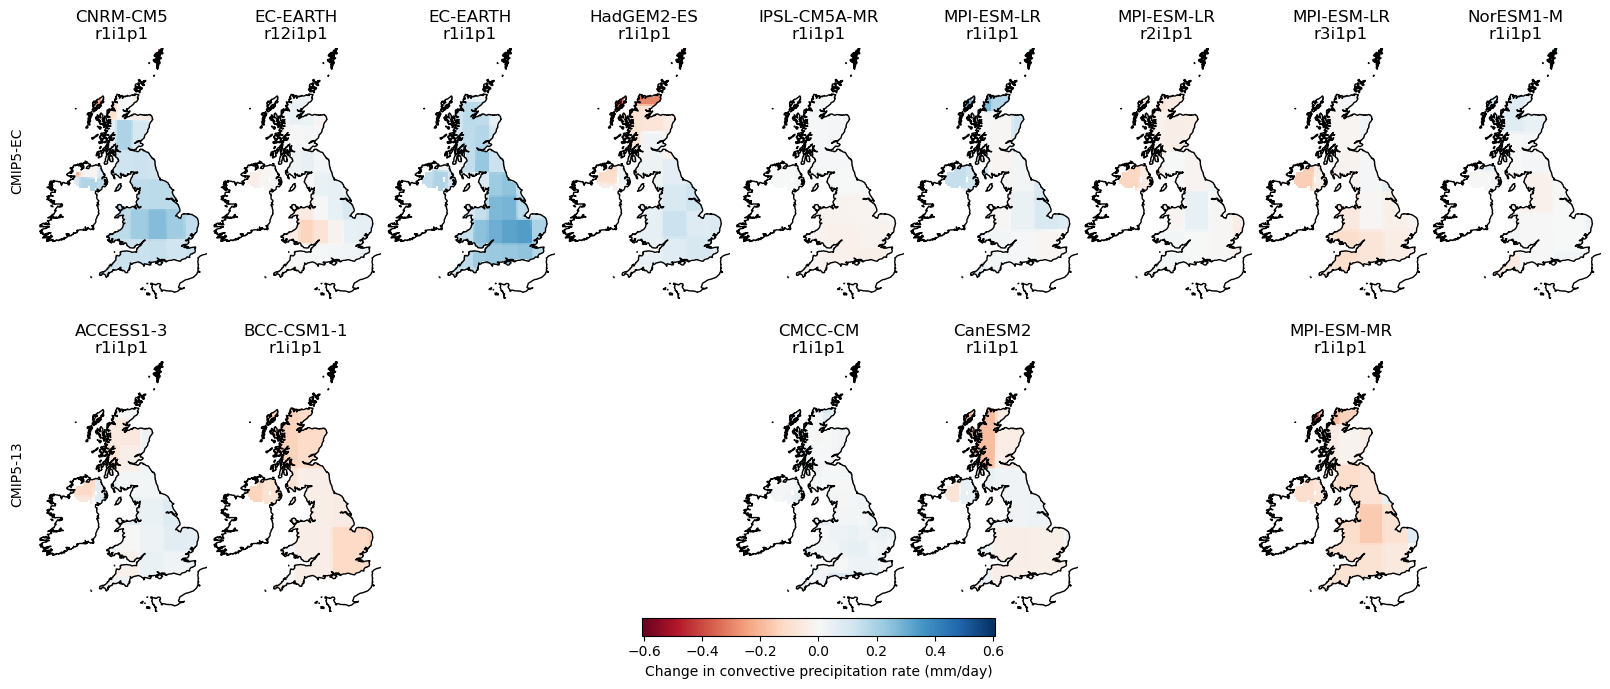 CNRM-CM5
r1i1p1
EC-EARTH
r12i1p1
EC-EARTH
r1i1p1
HadGEM2-ES
r1i1p1
IPSL-CM5A-MR
r1i1p1
MPI-ESM-LR
r1i1p1
MPI-ESM-LR
r2i1p1
MPI-ESM-LR
r3i1p1
NorESM1-M
r1i1p1
CMIP5-EC
ACCESS1-3
r1i1p1
BCC-CSM1-1
r1i1p1
CMCC-CM
r1i1p1
CanESM2
r1i1p1
MPI-ESM-MR
r1i1p1
CMIP5-13
−0.6 −0.4 −0.2 0.0 0.2 0.4 0.6
Change in convective precipitation rate (mm/day)